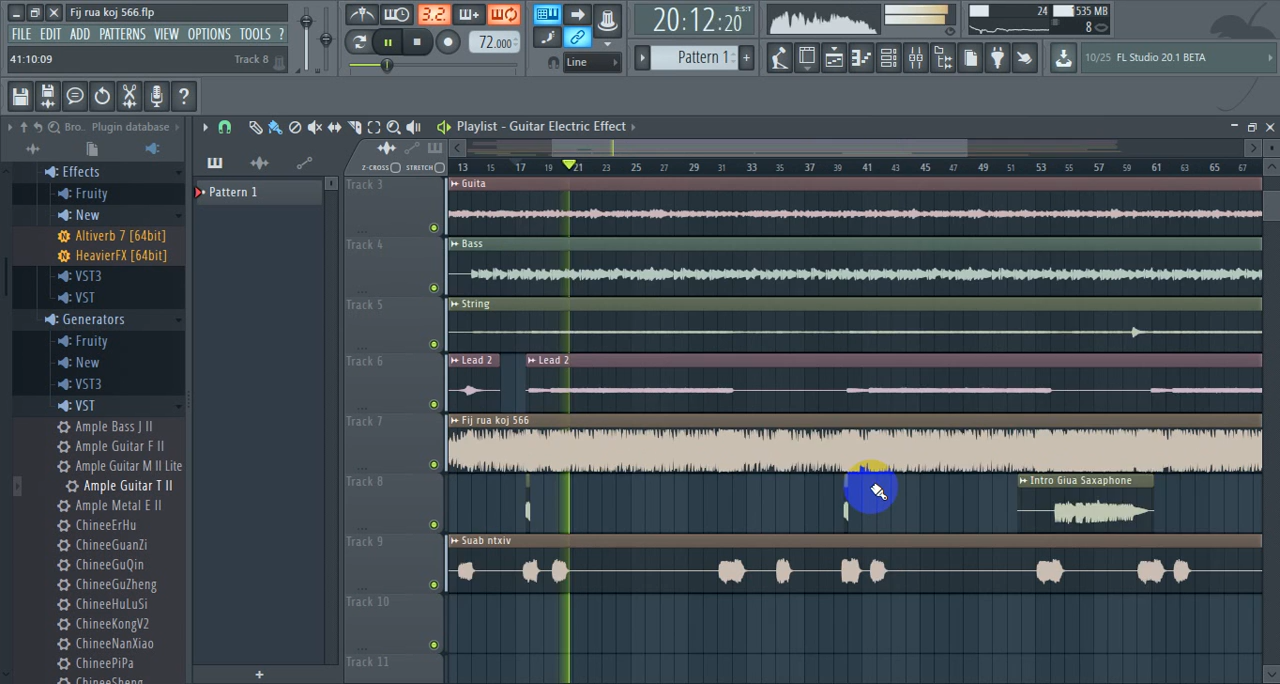 Fij rua koj 566.flp
FILE EDIT ADD PATTERNS VIEW OPTIONS TOOLS ?
41:10:09 Track 8
3.2.
72.000
Line
20:12:20
B:S:T
Pattern 1 +
24 535 MB
8
10/25 FL Studio 20.1 BETA
Bro.. Plugin database
Playlist - Guitar Electric Effect
Z-CROSS STRETCH
13 15 17 19 21 23 25 27 29 31 33 35 37 39 41 43 45 47 49 51 53 55 57 59 61 63 65 67
Effects
Fruity
New
Altiverb 7 [64bit]
HeavierFX [64bit]
VST3
VST
Generators
Fruity
New
VST3
VST
Ample Bass J II
Ample Guitar F II
Ample Guitar M II Lite
Ample Guitar T II
Ample Metal E II
ChineeErHu
ChineeGuanZi
ChineeGuQin
ChineeGuZheng
ChineeHuLuSi
ChineeKongV2
ChineeNanXiao
ChineePiPa
ChineeSheng
Pattern 1
+
Track 3 Guita
Track 4 Bass
Track 5 String
Track 6 Lead 2 Lead 2
Track 7 Fij rua koj 566
Track 8 Intro Giua Saxaphone
Track 9 Suab ntxiv
Track 10
Track 11